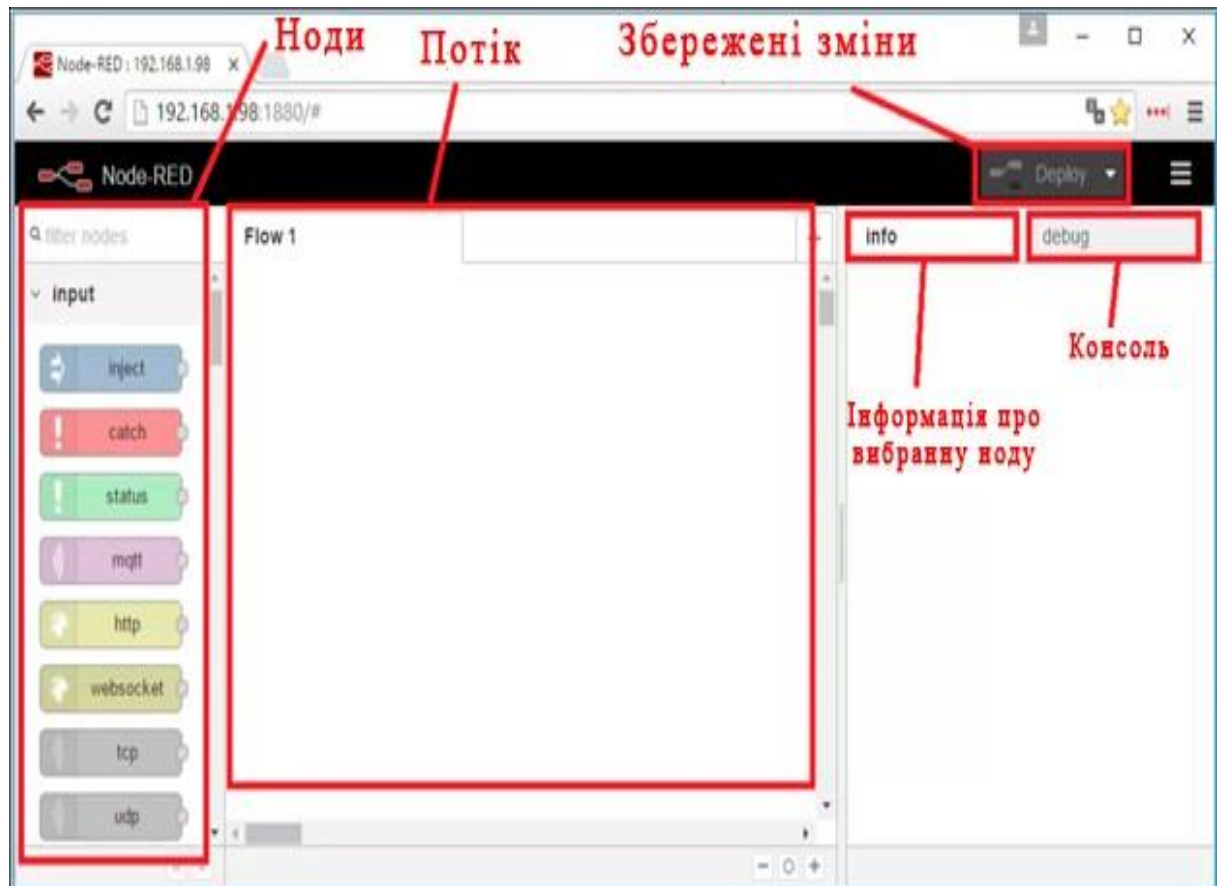 Ноди
Потік
Збережені зміни
Node-RED : 192.168.1.98
192.168.1.98:1880/#
Node-RED
Deploy
filter nodes
Flow 1
info
debug
input
inject
catch
status
mqtt
http
websocket
tcp
udp
Консоль
Інформація про
вибранну ноду